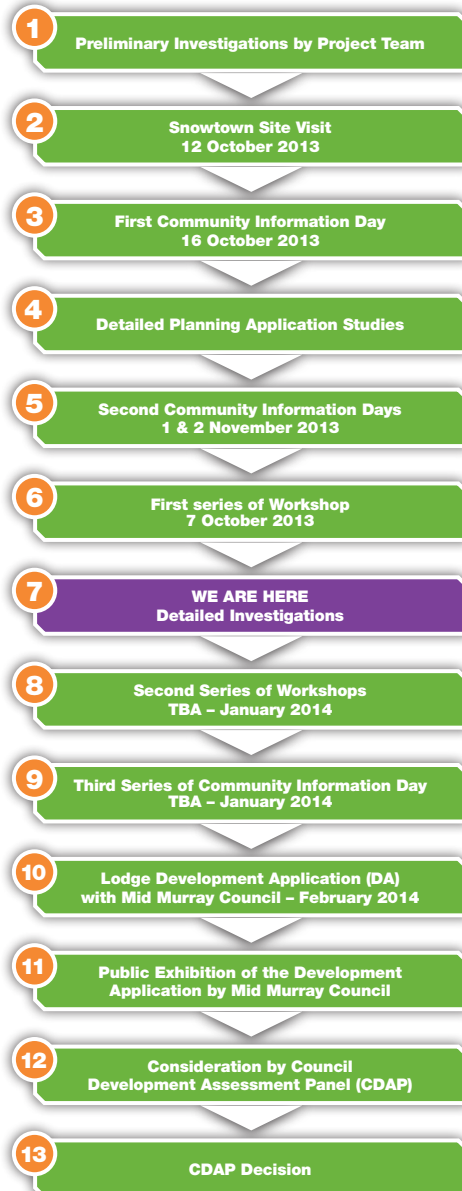 1
Preliminary Investigations by Project Team
2
Snowtown Site Visit
12 October 2013
3
First Community Information Day
16 October 2013
4
Detailed Planning Application Studies
5
Second Community Information Days
1 & 2 November 2013
6
First series of Workshop
7 October 2013
7
WE ARE HERE
Detailed Investigations
8
Second Series of Workshops
TBA – January 2014
9
Third Series of Community Information Day
TBA – January 2014
10
Lodge Development Application (DA)
with Mid Murray Council – February 2014
11
Public Exhibition of the Development
Application by Mid Murray Council
12
Consideration by Council
Development Assessment Panel (CDAP)
13
CDAP Decision